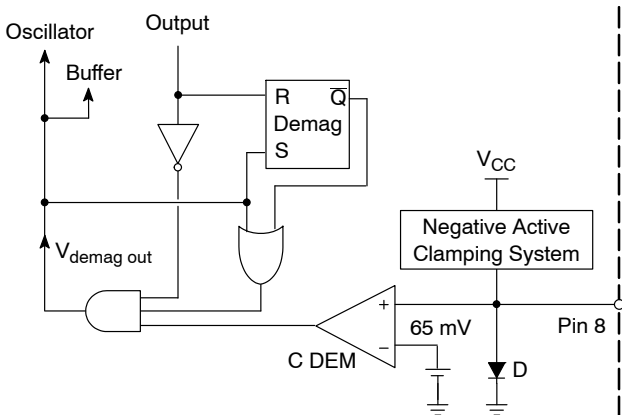 Output
Oscillator
Buffer
R Q̅
Demag
S
VCC
Negative Active
Clamping System
Vdemag out
+
65 mV
Pin 8
–
C DEM
D